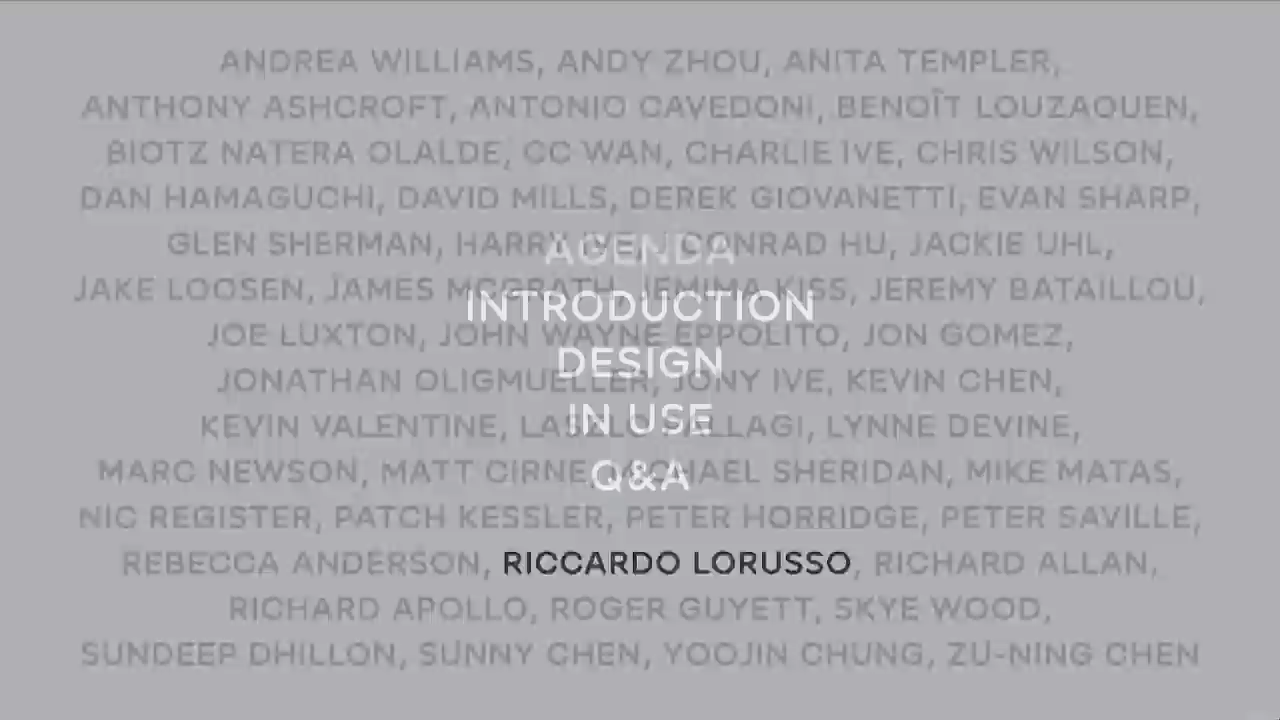 ANDREA WILLIAMS, ANDY ZHOU, ANITA TEMPLER,
ANTHONY ASHCROFT, ANTONIO CAVEDONI, BENOÎT LOUZAOUEN,
BIOTZ NATERA OLALDE, CC WAN, CHARLIE IVE, CHRIS WILSON,
DAN HAMAGUCHI, DAVID MILLS, DEREK GIOVANETTI, EVAN SHARP,
GLEN SHERMAN, HARRY IVE, CONRAD HU, JACKIE UHL,
AGENDA
JAKE LOOSEN, JAMES MCGRATH, JEMIMA KISS, JEREMY BATAILLOU,
INTRODUCTION
JOE LUXTON, JOHN WAYNE EPPOLITO, JON GOMEZ,
DESIGN
JONATHAN OLIGMUELLER, JONY IVE, KEVIN CHEN,
KEVIN VALENTINE, LASZLO PALLAGI, LYNNE DEVINE,
IN USE
MARC NEWSON, MATT CIRNE, MICHAEL SHERIDAN, MIKE MATAS,
Q&A
NIC REGISTER, PATCH KESSLER, PETER HORRIDGE, PETER SAVILLE,
REBECCA ANDERSON, RICCARDO LORUSSO, RICHARD ALLAN,
RICHARD APOLLO, ROGER GUYETT, SKYE WOOD,
SUNDEEP DHILLON, SUNNY CHEN, YOOJIN CHUNG, ZU-NING CHEN